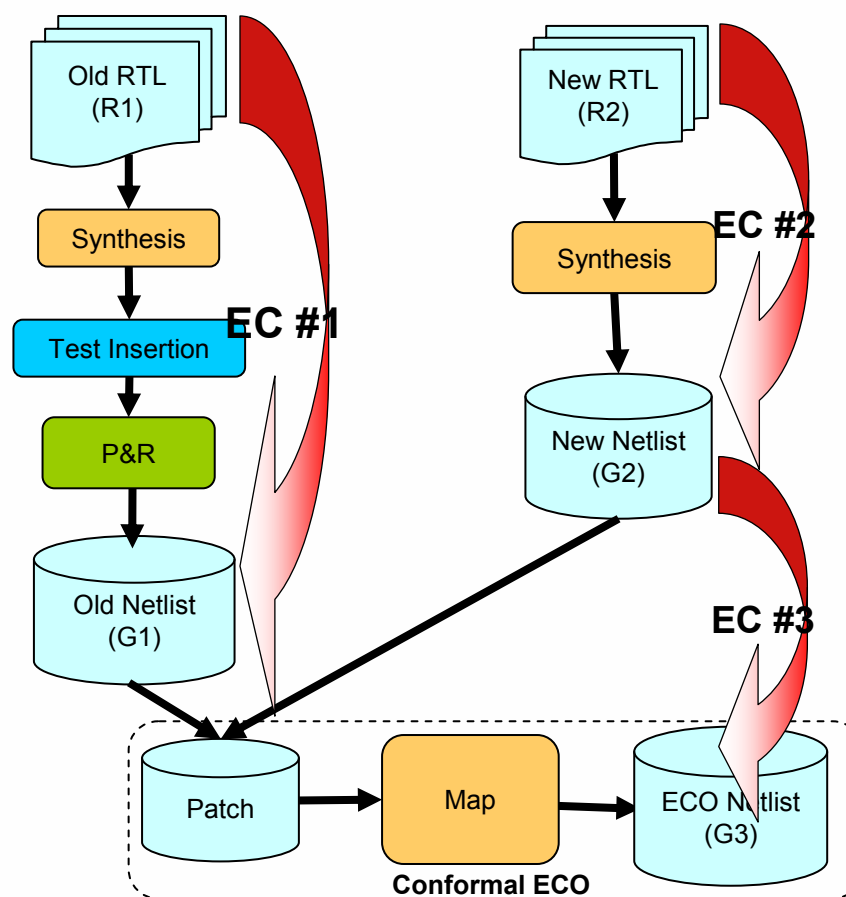 Old RTL
(R1)
Synthesis
EC #1
Test Insertion
P&R
Old Netlist
(G1)
New RTL
(R2)
EC #2
Synthesis
New Netlist
(G2)
EC #3
Patch
Map
ECO Netlist
(G3)
Conformal ECO